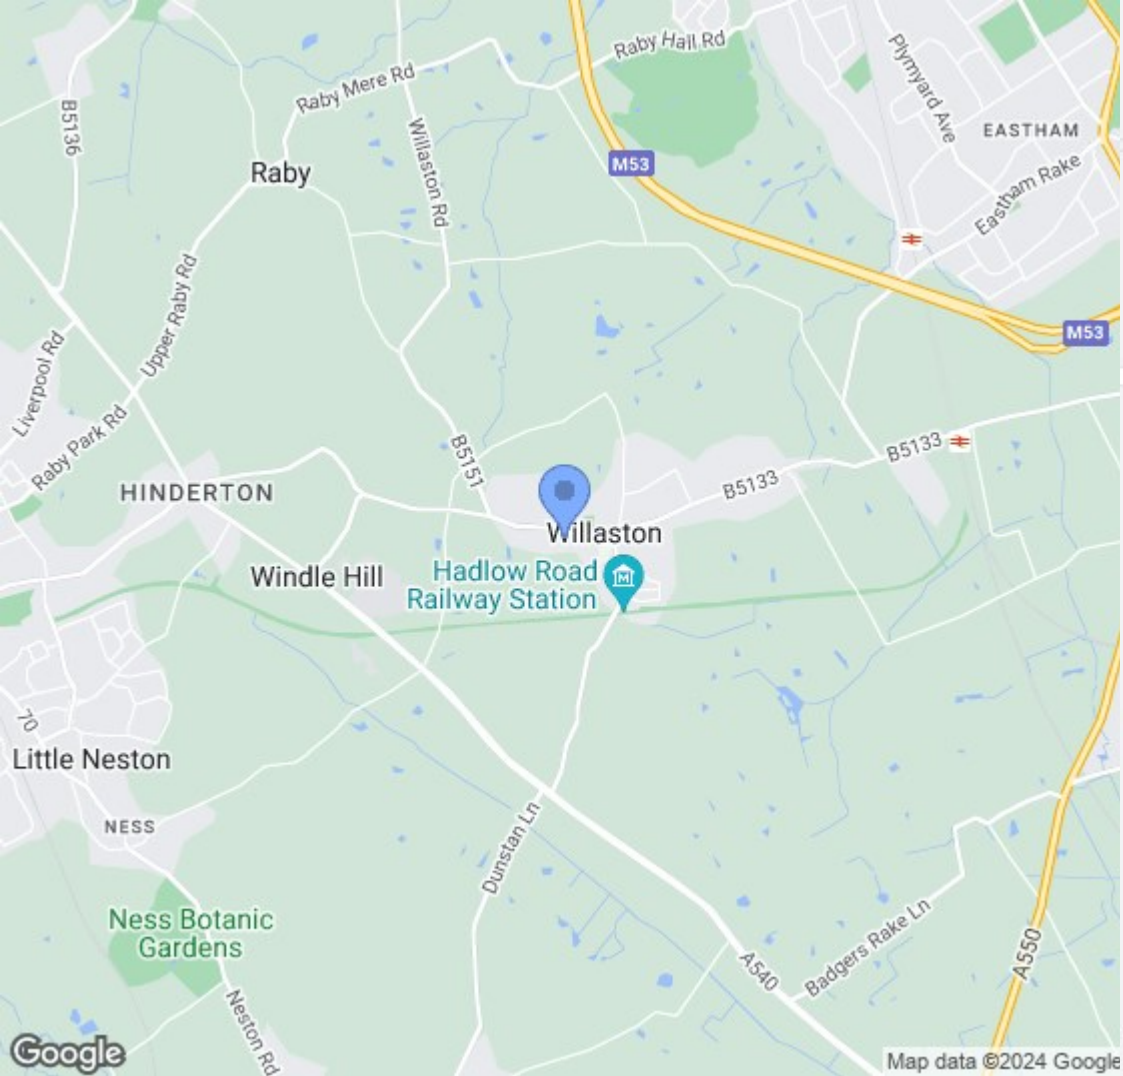 Raby Hall Rd
Plymyard Ave
Raby Mere Rd
B5136
Willaston Rd
EASTHAM
M53
Raby
Eastham Rake
Upper Raby Rd
M53
Liverpool Rd
Raby Park Rd
B5151
B5133
B5133
HINDERTON
Willaston
Windle Hill
Hadlow Road
Railway Station
70
Little Neston
NESS
Dunstan Ln
Ness Botanic
Gardens
Badgers Rake Ln
A550
A540
Neston Rd
Google
Map data ©2024 Google